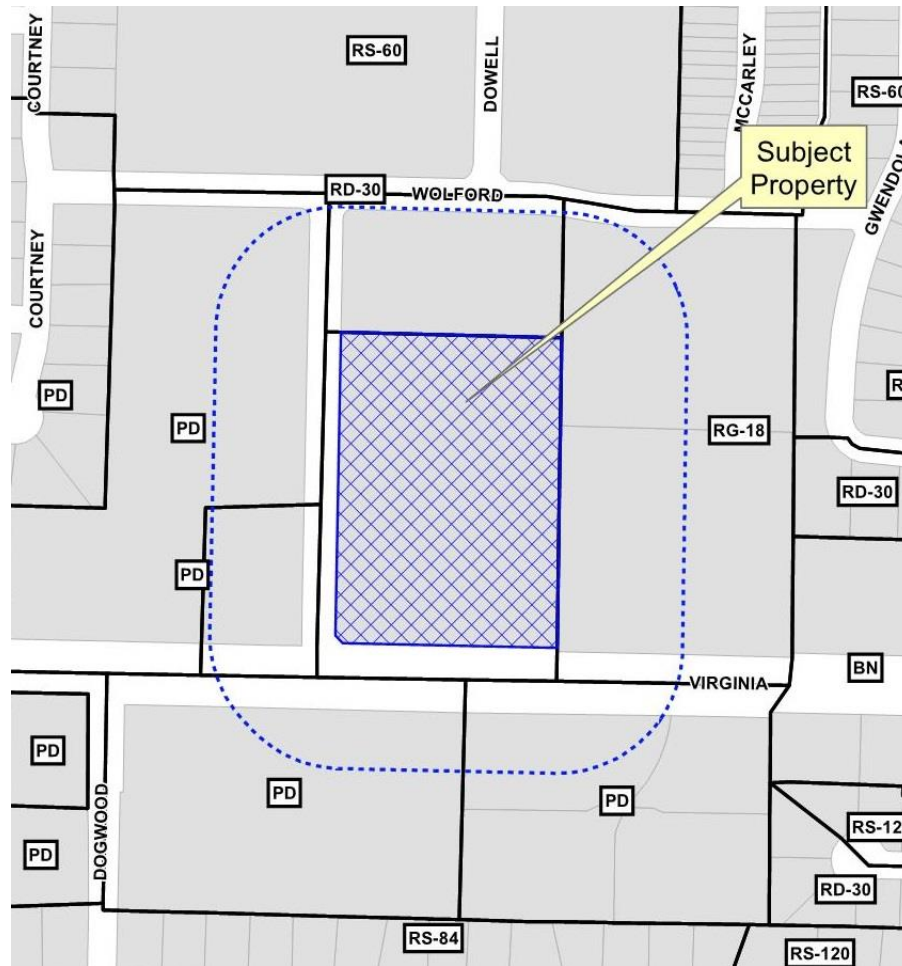 COURTNEY
RS-60
DOWELL
MCCARLEY
RS-60
Subject
Property
RD-30
WOLFORD
GWENDOLA
COURTNEY
PD
PD
RG-18
R
RD-30
PD
BN
VIRGINIA
PD
DOGWOOD
PD
PD
PD
RS-12
RD-30
RS-84
RS-120